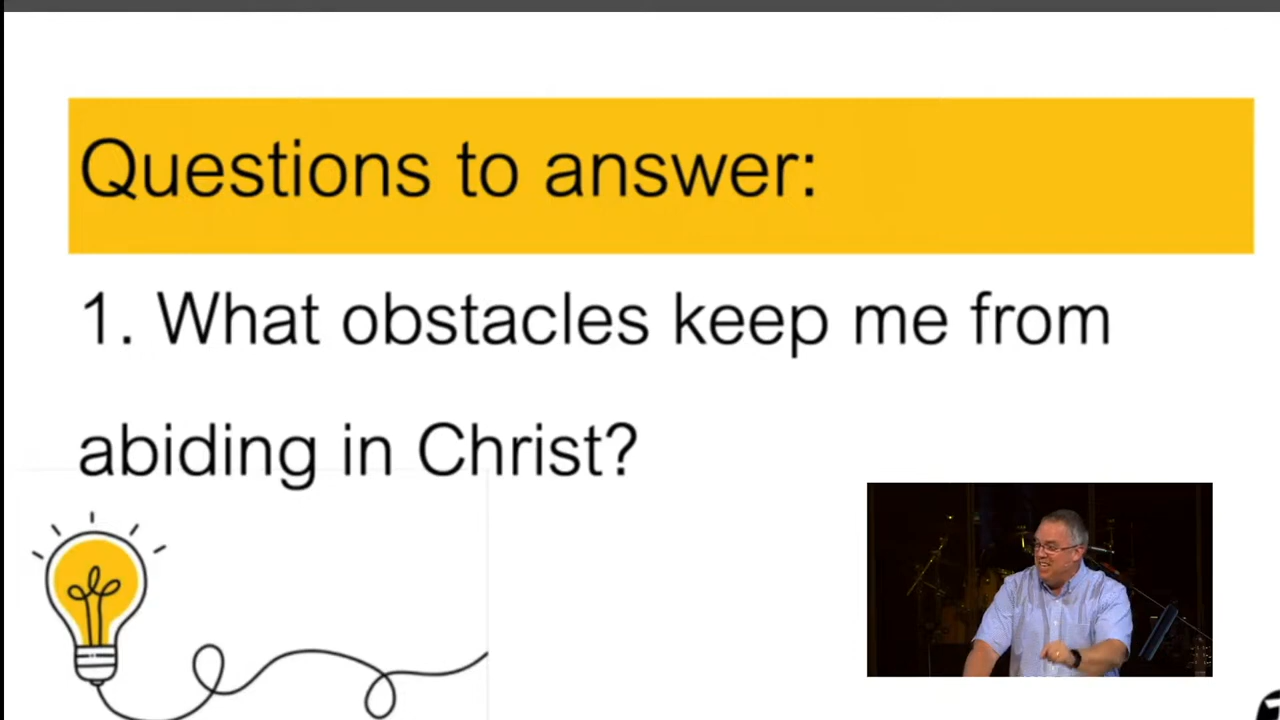 Questions to answer:
1. What obstacles keep me from
abiding in Christ?